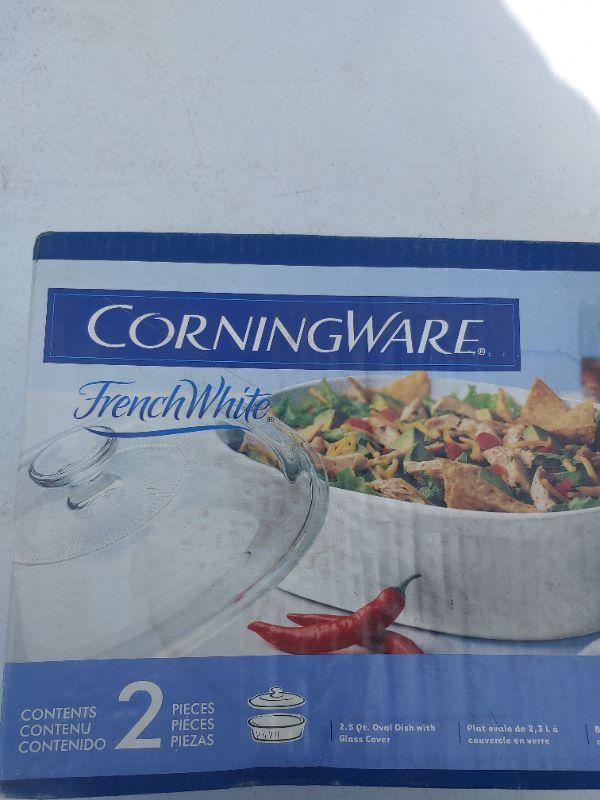 CORNINGWARE®
French White®
CONTENTS
CONTENU
CONTENIDO
2
PIECES
PIÈCES
PIEZAS
2.5 Qt. Oval Dish with
Glass Cover
Plat ovale de 2,3 L à
couvercle en verre